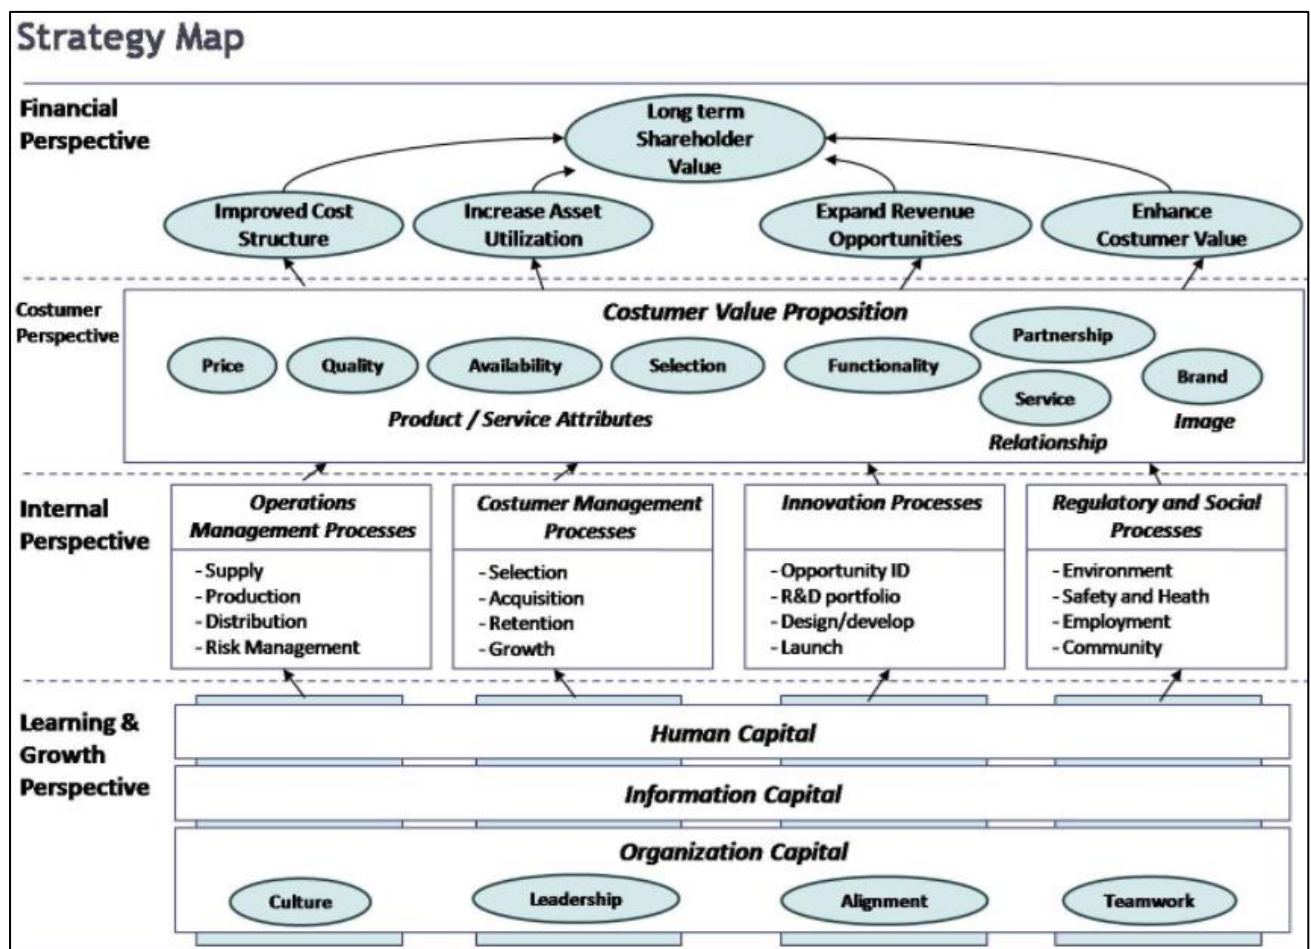 Strategy Map
Financial
Perspective
Long term
Shareholder
Value
Improved Cost
Structure
Increase Asset
Utilization
Expand Revenue
Opportunities
Enhance
Costumer Value
Costumer
Perspective
Costumer Value Proposition
Price
Quality
Availability
Selection
Functionality
Partnership
Service
Brand
Product / Service Attributes
Relationship
Image
Internal
Perspective
Operations
Management Processes
- Supply
- Production
- Distribution
- Risk Management
Costumer Management
Processes
- Selection
- Acquisition
- Retention
- Growth
Innovation Processes
- Opportunity ID
- R&D portfolio
- Design/develop
- Launch
Regulatory and Social
Processes
- Environment
- Safety and Heath
- Employment
- Community
Learning &
Growth
Perspective
Human Capital
Information Capital
Organization Capital
Culture
Leadership
Alignment
Teamwork